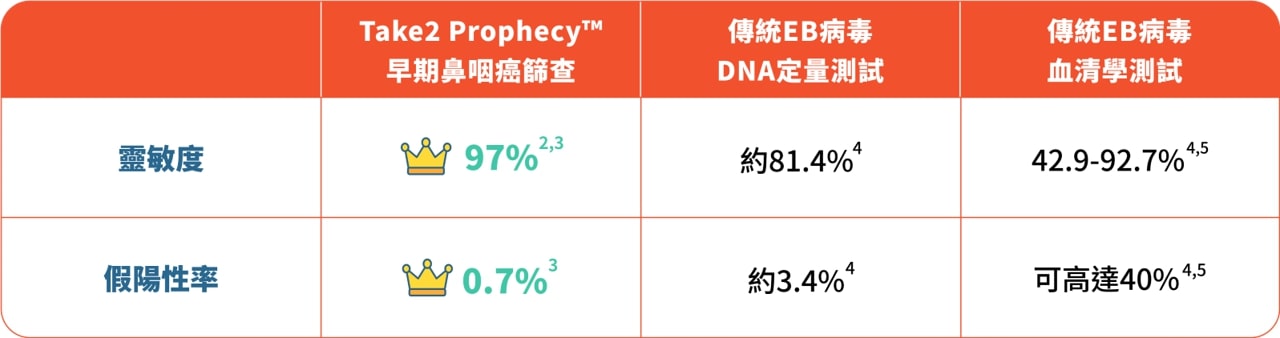 Take2 Prophecy™
早期鼻咽癌篩查
傳統EB病毒
DNA定量測試
傳統EB病毒
血清學測試
靈敏度
97%2,3
約81.4%4
42.9-92.7%4,5
假陽性率
0.7%3
約3.4%4
可高達40%4,5